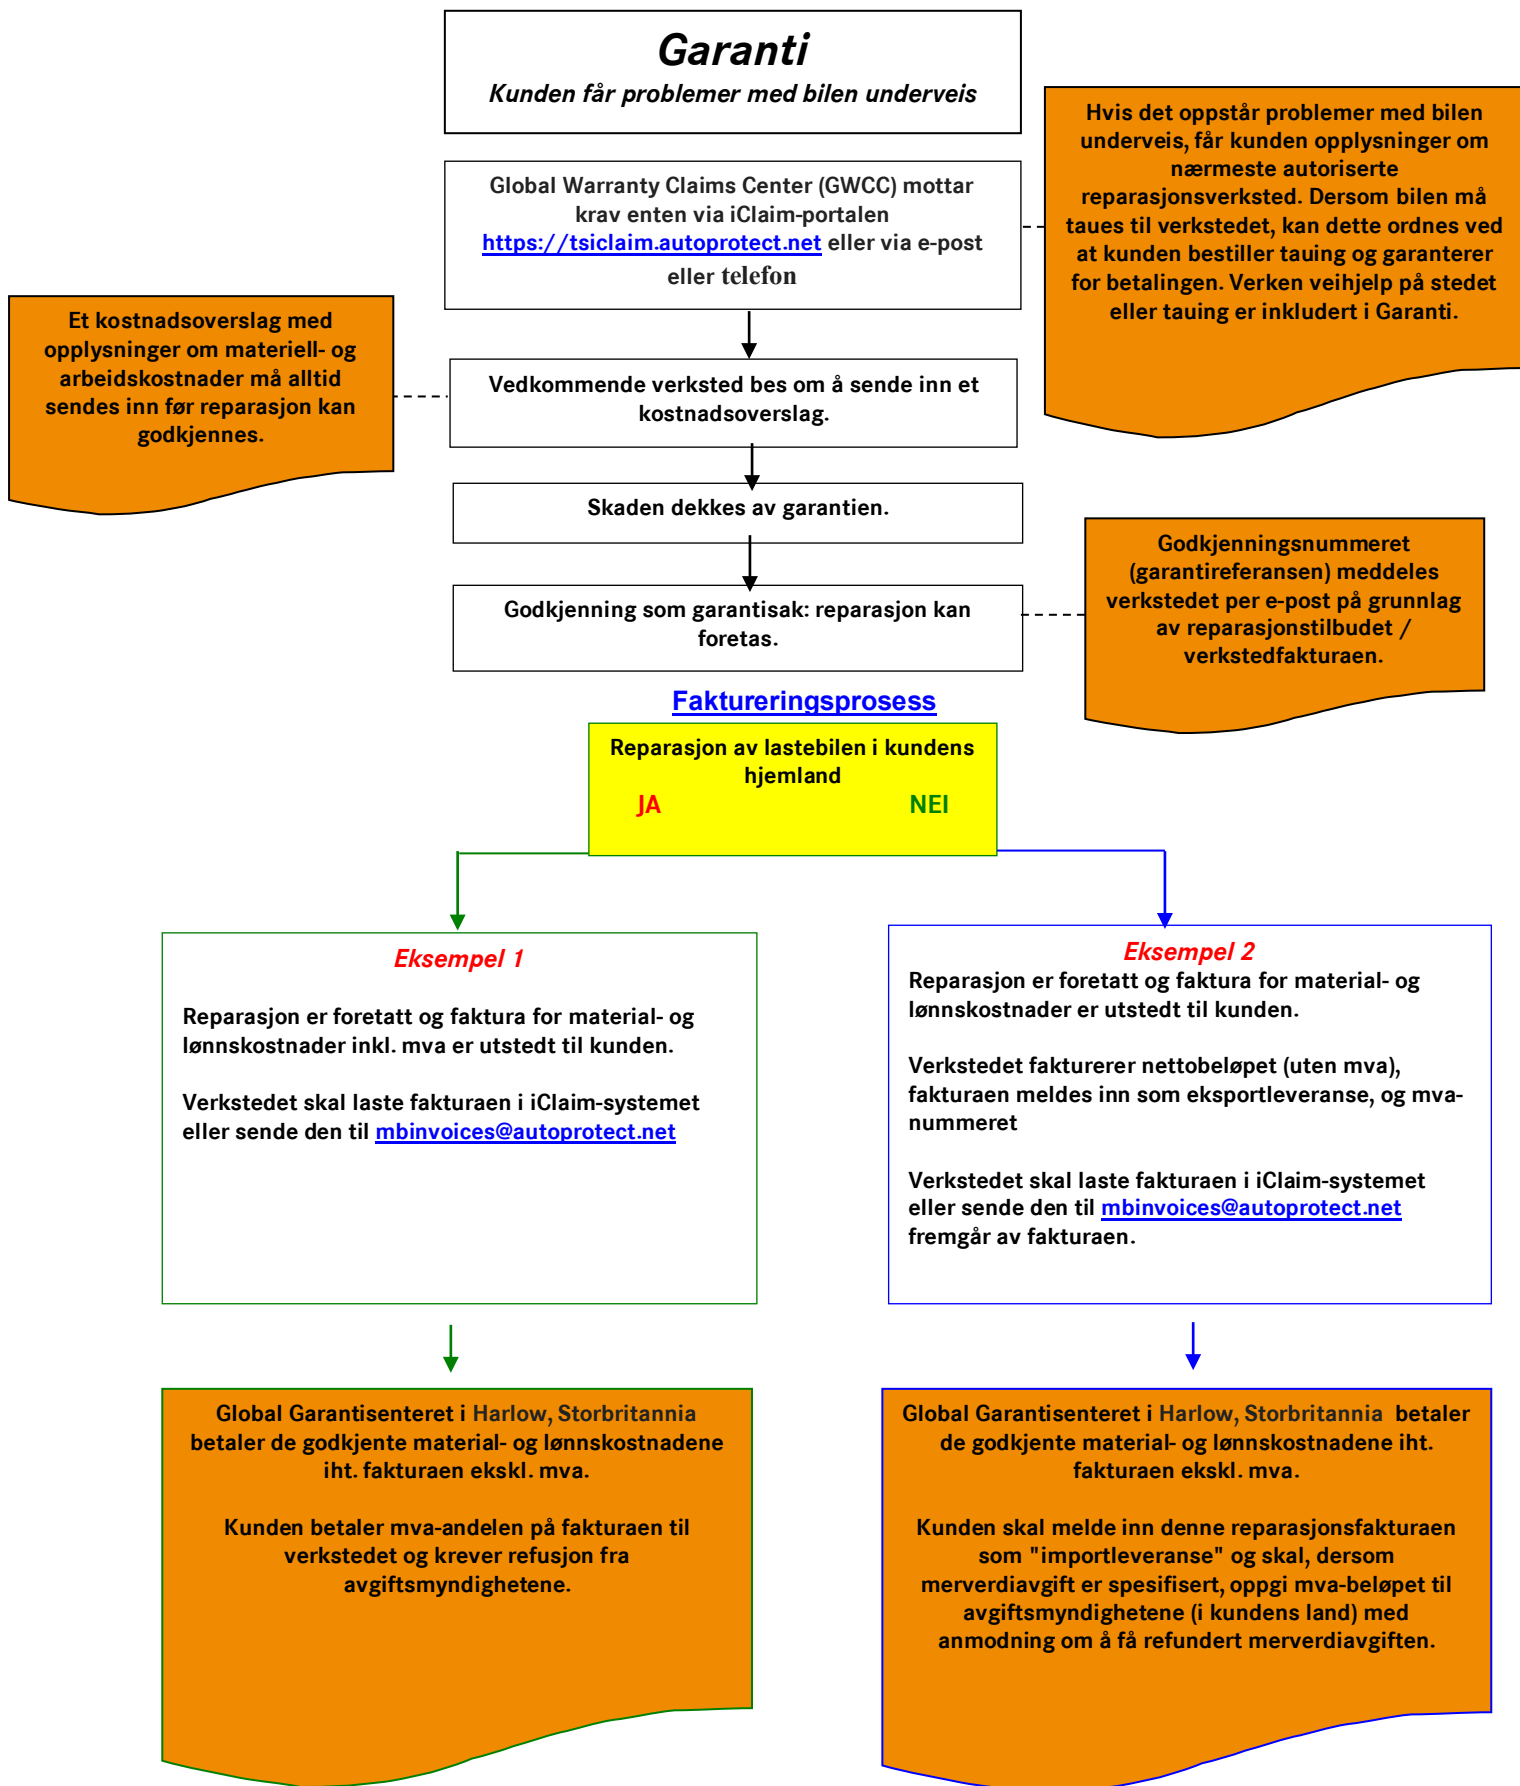 Garanti
Kunden får problemer med bilen underveis
Hvis det oppstår problemer med bilen
underveis, får kunden opplysninger om
nærmeste autoriserte
reparasjonsverksted. Dersom bilen må
taues til verkstedet, kan dette ordnes ved
at kunden bestiller tauing og garanterer
for betalingen. Verken veihjelp på stedet
eller tauing er inkludert i Garanti.
Global Warranty Claims Center (GWCC) mottar
krav enten via iClaim-portalen
https://tsiclaim.autoprotect.net eller via e-post
eller telefon
Et kostnadsoverslag med
opplysninger om materiell- og
arbeidskostnader må alltid
sendes inn før reparasjon kan
godkjennes.
Vedkommende verksted bes om å sende inn et
kostnadsoverslag.
Skaden dekkes av garantien.
Godkjenning som garantisak: reparasjon kan
foretas.
Godkjenningsnummeret
(garantireferansen) meddeles
verkstedet per e-post på grunnlag
av reparasjonstilbudet /
verkstedfakturaen.
Faktureringsprosess
Reparasjon av lastebilen i kundens
hjemland
JA NEI
Eksempel 1
Reparasjon er foretatt og faktura for material- og
lønnskostnader inkl. mva er utstedt til kunden.
Verkstedet skal laste fakturaen i iClaim-systemet
eller sende den til mbinvoices@autoprotect.net
Eksempel 2
Reparasjon er foretatt og faktura for material- og
lønnskostnader er utstedt til kunden.
Verkstedet fakturerer nettobeløpet (uten mva),
fakturaen meldes inn som eksportleveranse, og mva-
nummeret
Verkstedet skal laste fakturaen i iClaim-systemet
eller sende den til mbinvoices@autoprotect.net
fremgår av fakturaen.
Global Garantisenteret i Harlow, Storbritannia
betaler de godkjente material- og lønnskostnadene
iht. fakturaen ekskl. mva.
Kunden betaler mva-andelen på fakturaen til
verkstedet og krever refusjon fra
avgiftsmyndighetene.
Global Garantisenteret i Harlow, Storbritannia betaler
de godkjente material- og lønnskostnadene iht.
fakturaen ekskl. mva.
Kunden skal melde inn denne reparasjonsfakturaen
som "importleveranse" og skal, dersom
merverdiavgift er spesifisert, oppgi mva-beløpet til
avgiftsmyndighetene (i kundens land) med
anmodning om å få refundert merverdiavgiften.